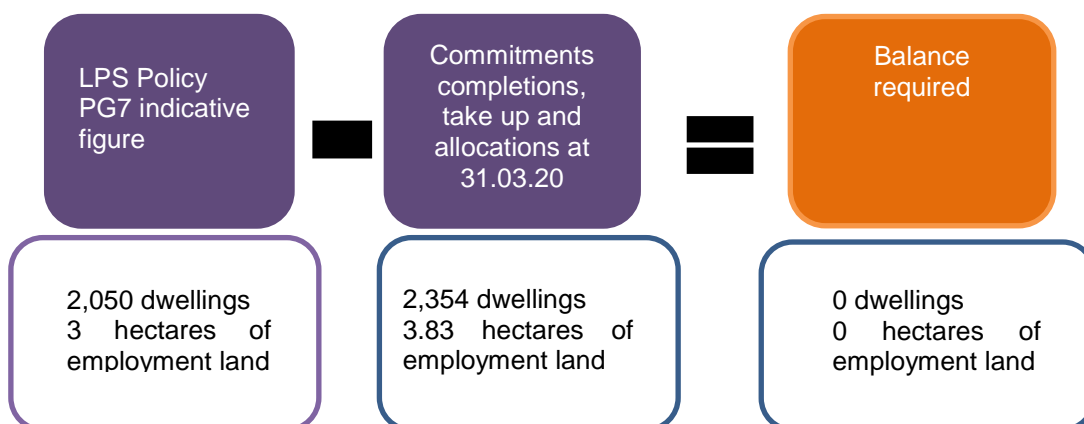 LPS Policy
PG7 indicative
figure
Commitments
completions,
take up and
allocations at
31.03.20
Balance
required
2,050 dwellings
3 hectares of
employment land
2,354 dwellings
3.83 hectares of
employment land
0 dwellings
0 hectares of
employment land